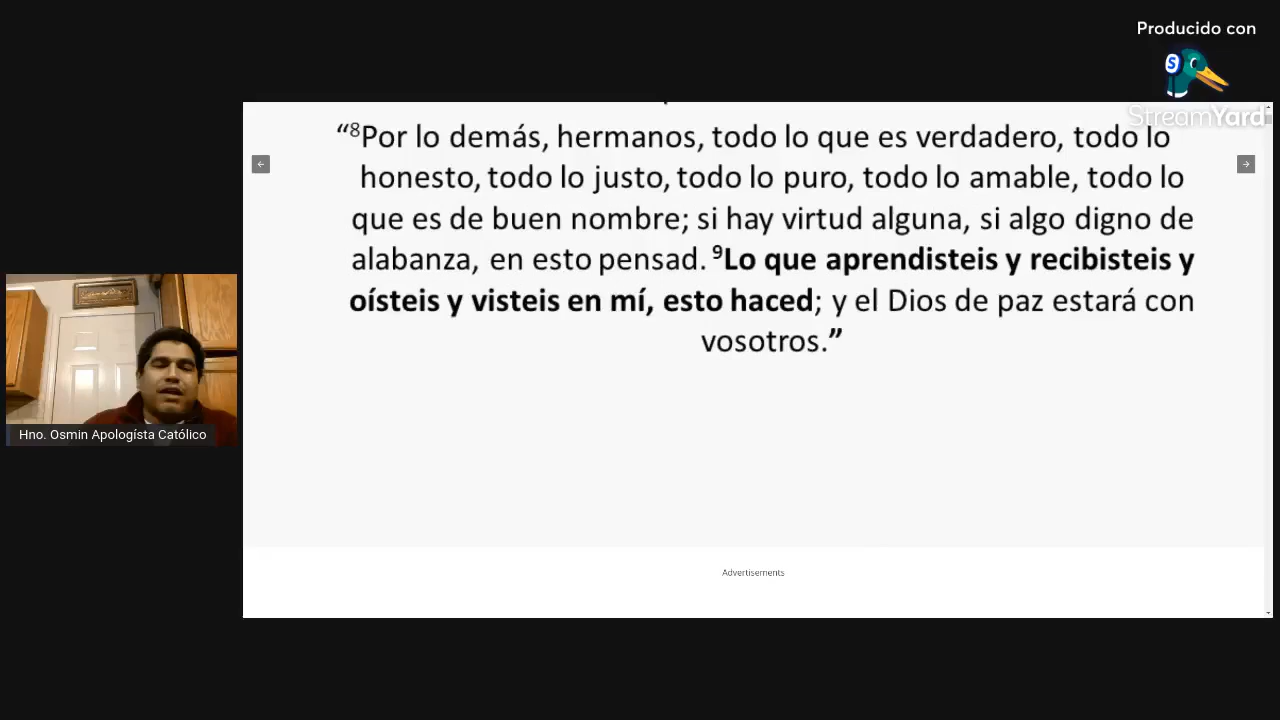 Producido con
S
StreamYard
“⁸Por lo demás, hermanos, todo lo que es verdadero, todo lo
honesto, todo lo justo, todo lo puro, todo lo amable, todo lo
que es de buen nombre; si hay virtud alguna, si algo digno de
alabanza, en esto pensad. ⁹Lo que aprendisteis y recibisteis y
oísteis y visteis en mí, esto haced; y el Dios de paz estará con
vosotros.”
Hno. Osmin Apologísta Católico
Advertisements